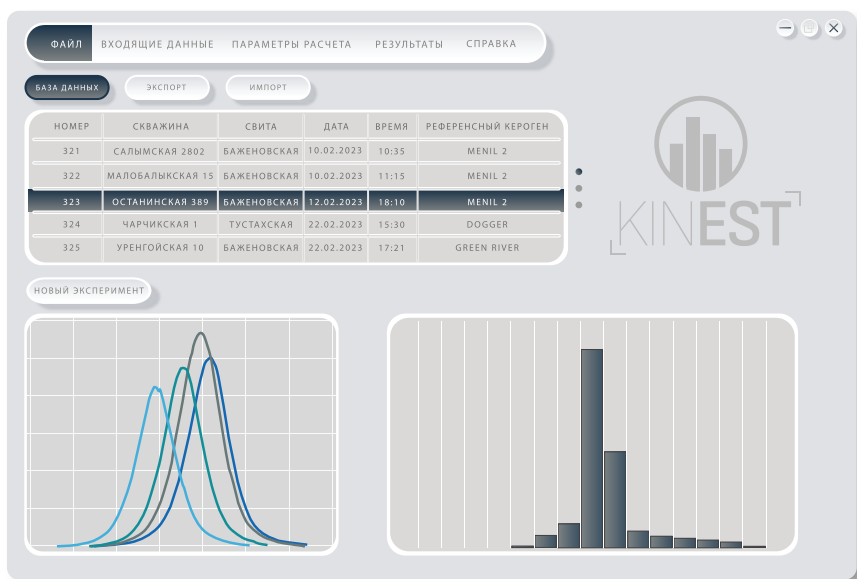 ФАЙЛ ВХОДЯЩИЕ ДАННЫЕ ПАРАМЕТРЫ РАСЧЕТА РЕЗУЛЬТАТЫ СПРАВКА
БАЗА ДАННЫХ ЭКСПОРТ ИМПОРТ
НОМЕР СКВАЖИНА СВИТА ДАТА ВРЕМЯ РЕФЕРЕНСНЫЙ КЕРОГЕН
321 САЛЫМСКАЯ 2802 БАЖЕНОВСКАЯ 10.02.2023 10:35 MENIL 2
322 МАЛОБАЛЫКСКАЯ 15 БАЖЕНОВСКАЯ 10.02.2023 11:15 MENIL 2
323 ОСТАНИНСКАЯ 389 БАЖЕНОВСКАЯ 12.02.2023 18:10 MENIL 2
324 ЧАРЧИКСКАЯ 1 ТУСТАХСКАЯ 22.02.2023 15:30 DOGGER
325 УРЕНГОЙСКАЯ 10 БАЖЕНОВСКАЯ 22.02.2023 17:21 GREEN RIVER
KINEST
НОВЫЙ ЭКСПЕРИМЕНТ